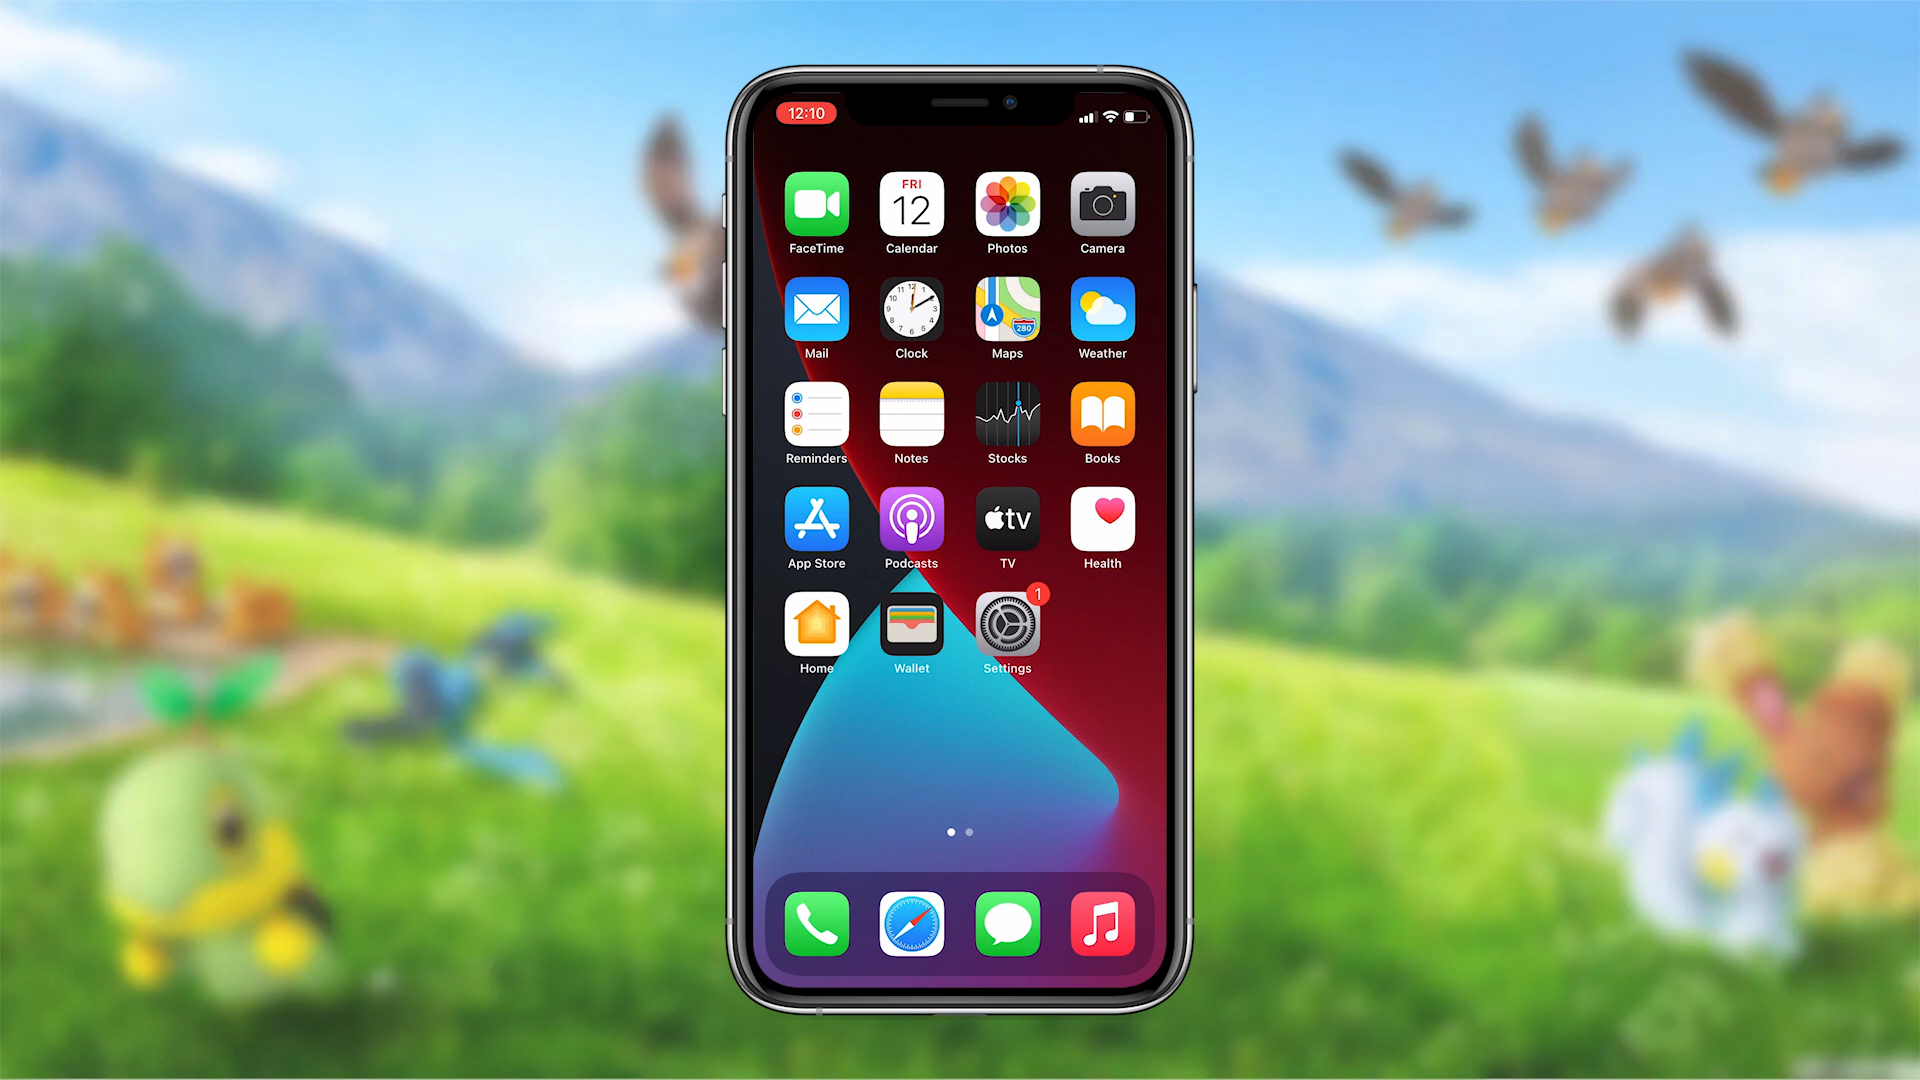 12:10
FRI
12
FaceTime
Calendar
Photos
Camera
280
Mail
Clock
Maps
Weather
Reminders
Notes
Stocks
Books
tv
App Store
Podcasts
TV
Health
1
Home
Wallet
Settings